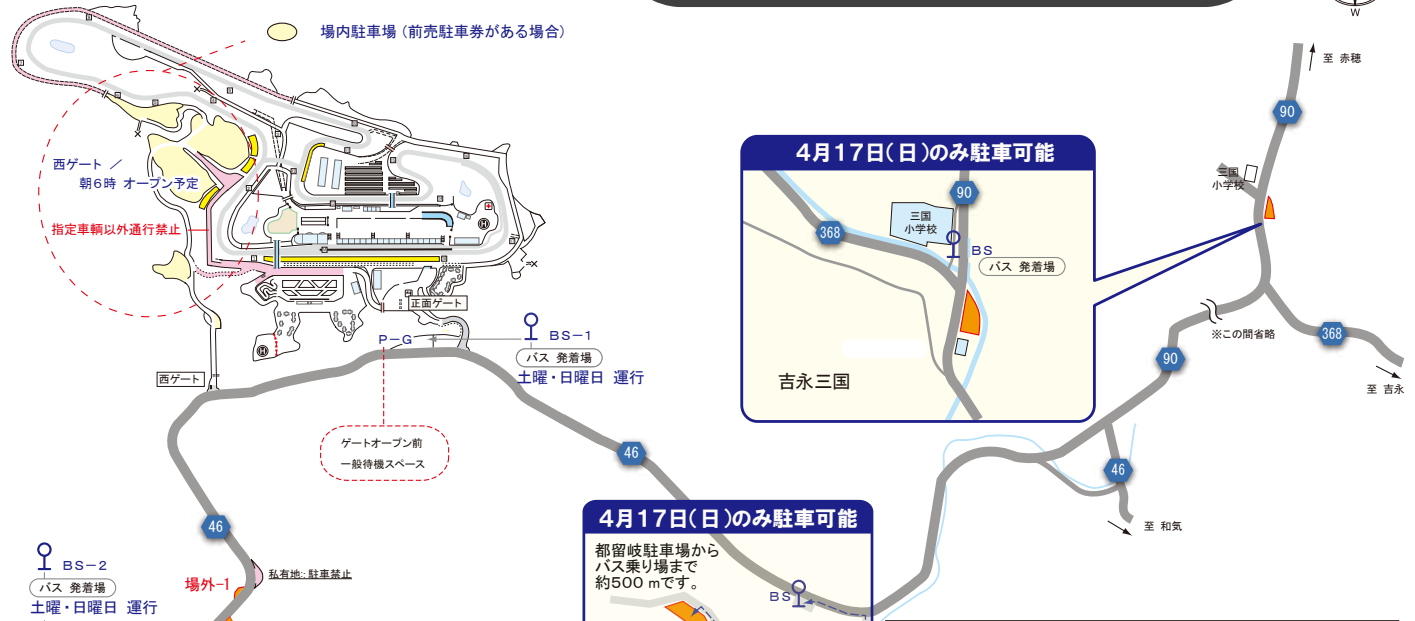 場内駐車場（前売駐車券がある場合）
W
至 赤穂
90
三国
小学校
西ゲート ／
朝6時 オープン予定
指定車輌以外通行禁止
正面ゲート
P-G
BS-1
バス 発着場
土曜・日曜日 運行
西ゲート
ゲートオープン前
一般待機スペース
4月17日(日)のみ駐車可能
90
三国
小学校
368
BS
バス 発着場
吉永三国
※この間省略
368
90
至 吉永
46
46
至 和気
46
BS-2
バス 発着場
土曜・日曜日 運行
場外-1
私有地:駐車禁止
4月17日(日)のみ駐車可能
都留岐駐車場から
バス乗り場まで
約500ｍです。
BS
H
H